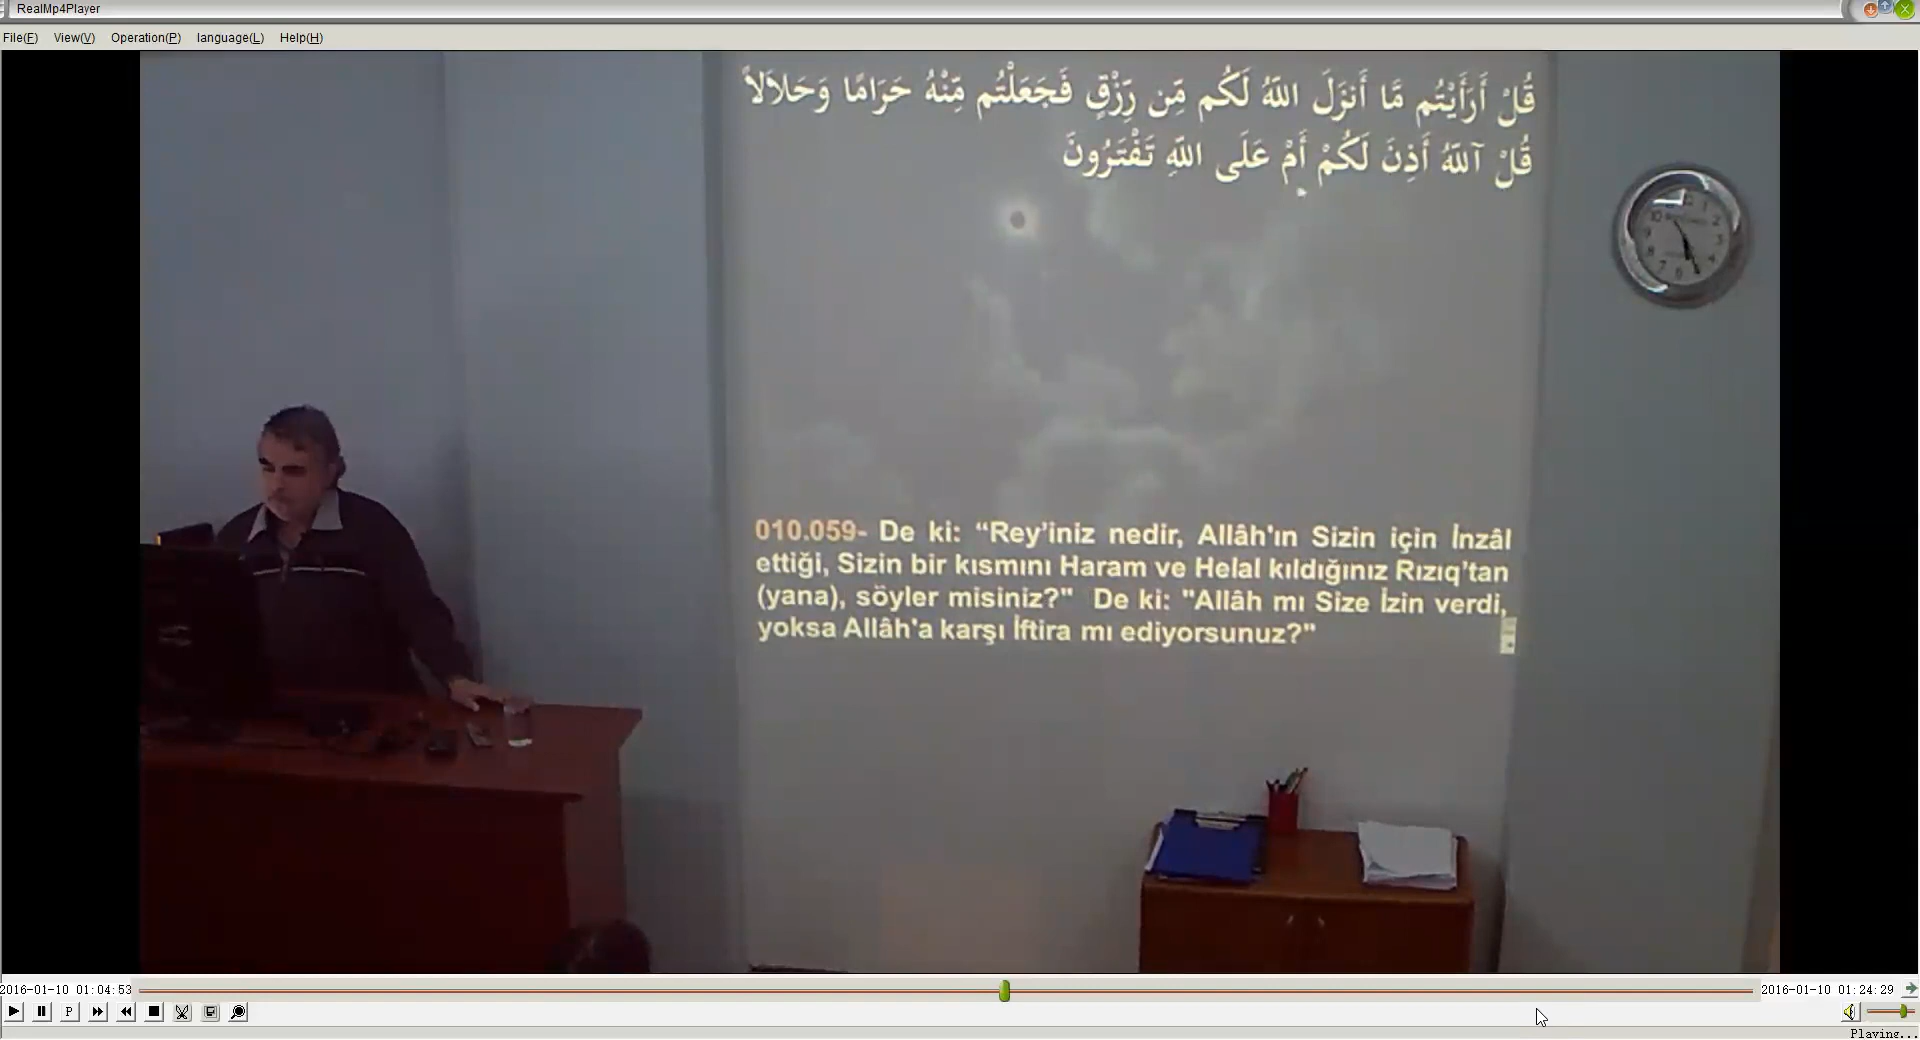 RealMp4Player
File(F) View(V) Operation(P) language(L) Help(H)
قُلْ أَرَأَيْتُم مَّا أَنزَلَ اللّهُ لَكُم مِّن رِّزْقٍ فَجَعَلْتُم مِّنْهُ حَرَامًا وَحَلاَلاً
قُلْ آللّهُ أَذِنَ لَكُمْ أَمْ عَلَى اللّهِ تَفْتَرُونَ
010.059- De ki: “Rey’iniz nedir, Allâh'ın Sizin için İnzâl
ettiği, Sizin bir kısmını Haram ve Helal kıldığınız Rızıq’tan
(yana), söyler misiniz?" De ki: "Allâh mı Size İzin verdi,
yoksa Allâh'a karşı İftira mı ediyorsunuz?"
2016-01-10 01:04:53 2016-01-10 01:24:29
P
Playing...